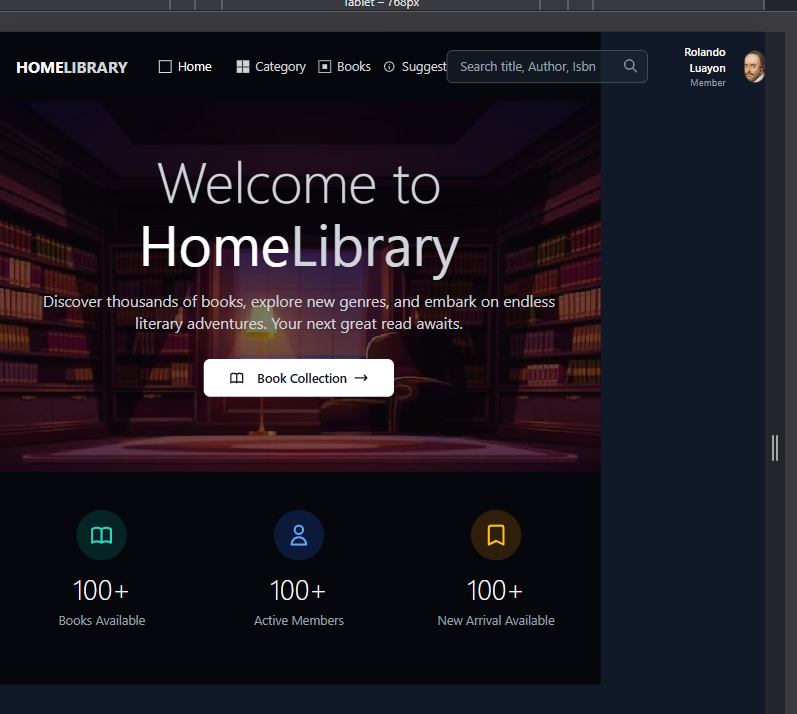 Tablet – 768px
HOMELIBRARY
Home
Category
Books
Suggest
Search title, Author, Isbn
Rolando
Luayon
Member
Welcome to
HomeLibrary
Discover thousands of books, explore new genres, and embark on endless
literary adventures. Your next great read awaits.
Book Collection →
100+
Books Available
100+
Active Members
100+
New Arrival Available